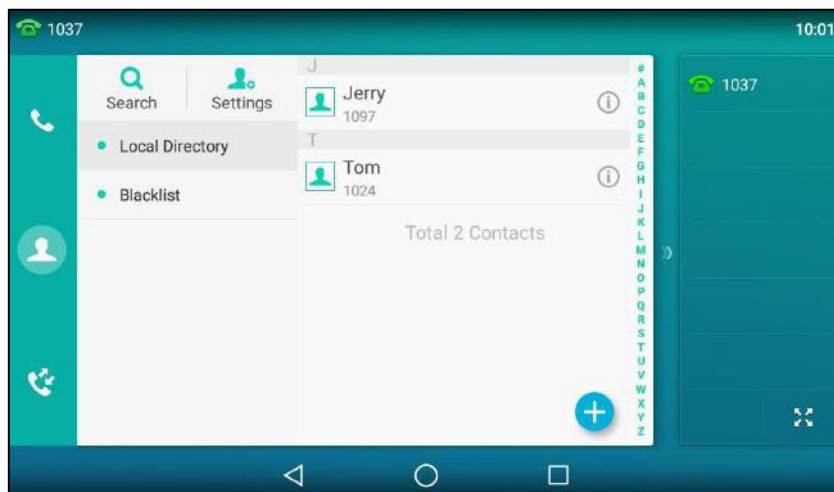 1037
10:01
Search
Settings
Local Directory
Blacklist
J
Jerry
1097
T
Tom
1024
Total 2 Contacts
#
A
B
C
D
E
F
G
H
I
J
K
L
M
N
O
P
Q
R
S
T
U
V
W
X
Y
Z
1037